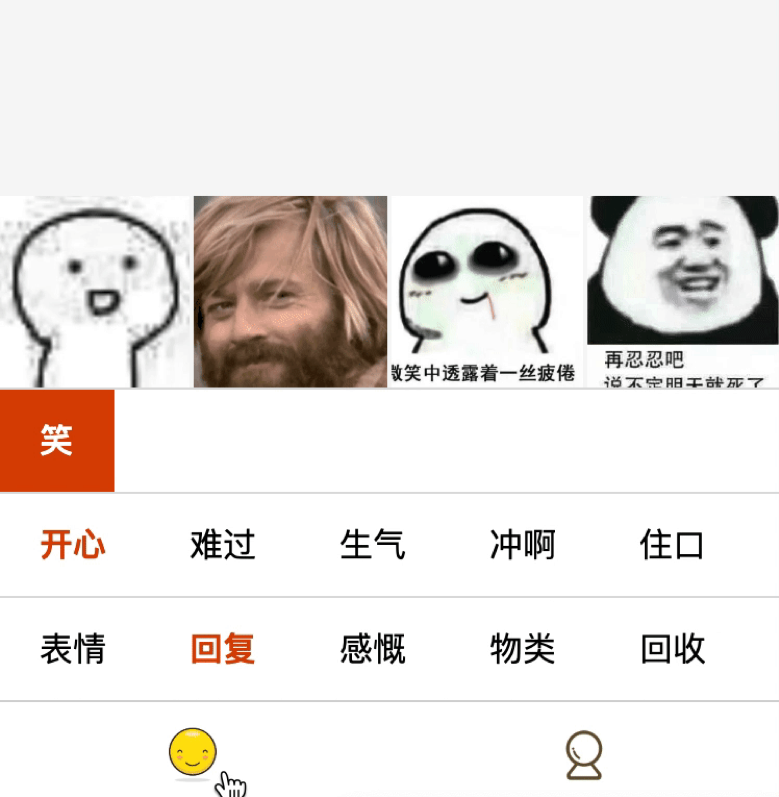 微笑中透露着一丝疲倦
再忍忍吧
说不定明天就死了
笑
开心 难过 生气 冲啊 住口
表情 回复 感慨 物类 回收